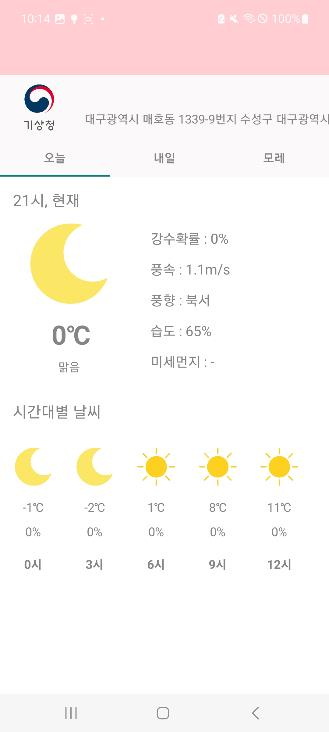 10:14 100%
기상청
대구광역시 매호동 1339-9번지 수성구 대구광역시
오늘 내일 모레
21시, 현재
강수확률 : 0%
풍속 : 1.1m/s
풍향 : 북서
습도 : 65%
미세먼지 : -
0℃
맑음
시간대별 날씨
-1℃ -2℃ 1℃ 8℃ 11℃
0% 0% 0% 0% 0%
0시 3시 6시 9시 12시